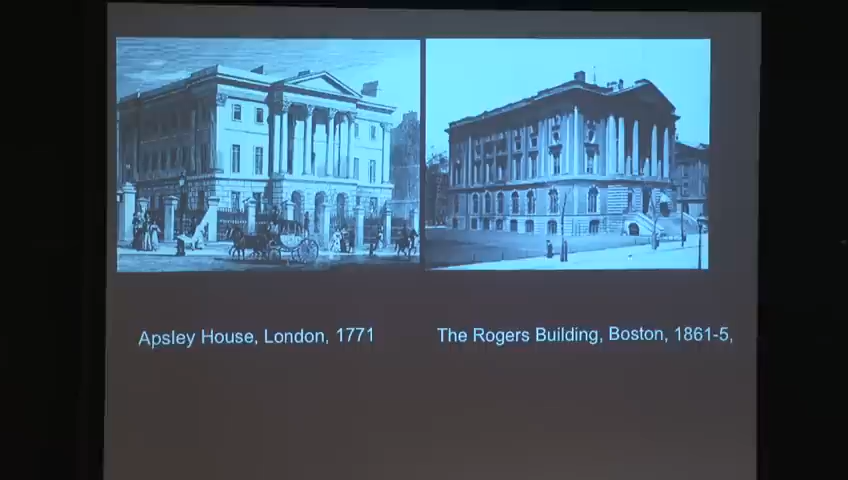 Apsley House, London, 1771
The Rogers Building, Boston, 1861-5,